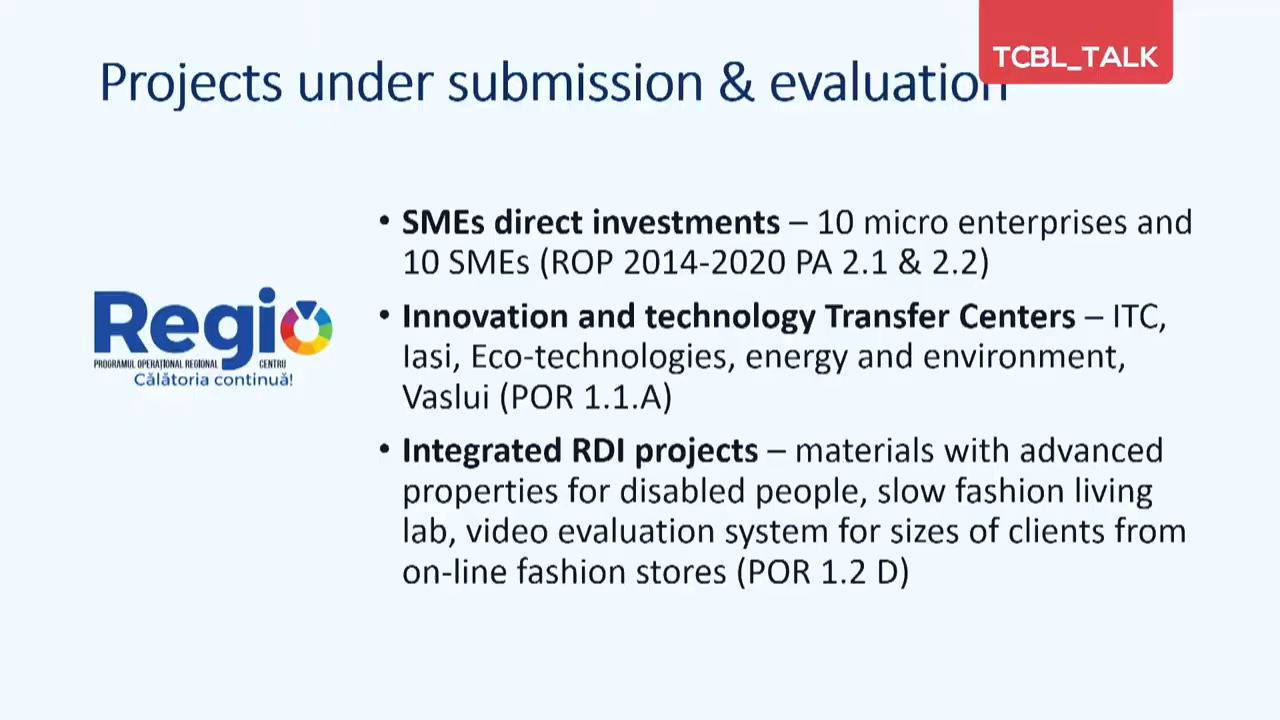 TCBL_TALK
Projects under submission & evaluation
• SMEs direct investments – 10 micro enterprises and
10 SMEs (ROP 2014-2020 PA 2.1 & 2.2)
• Innovation and technology Transfer Centers – ITC,
Iasi, Eco-technologies, energy and environment,
Vaslui (POR 1.1.A)
• Integrated RDI projects – materials with advanced
properties for disabled people, slow fashion living
lab, video evaluation system for sizes of clients from
on-line fashion stores (POR 1.2 D)
Regio
PROGRAMUL OPERAȚIONAL REGIONAL CENTRU
Călătoria continuă!